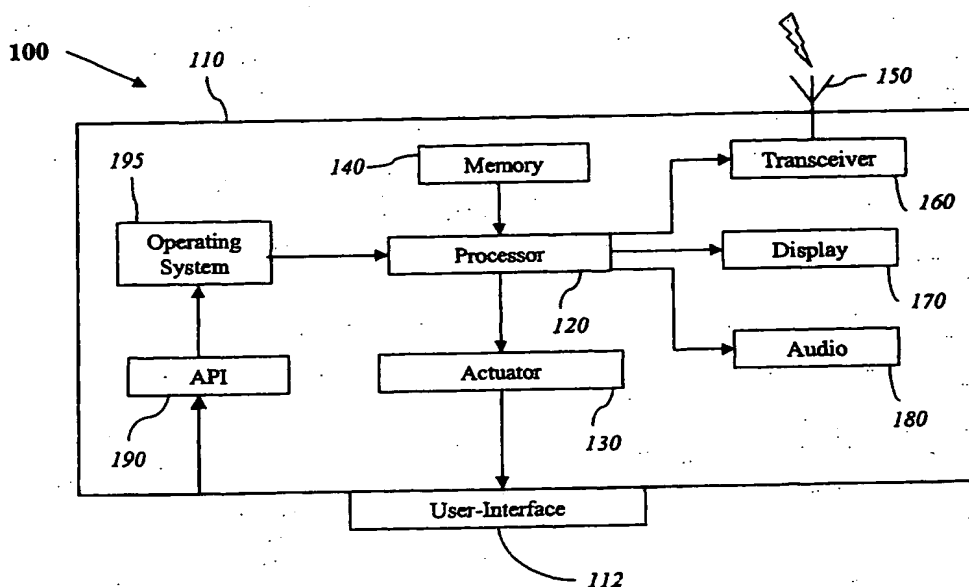 100
110
150
195
140
Memory
Transceiver
160
Operating
System
Processor
Display
120
170
API
Actuator
Audio
190
130
180
User-Interface
112